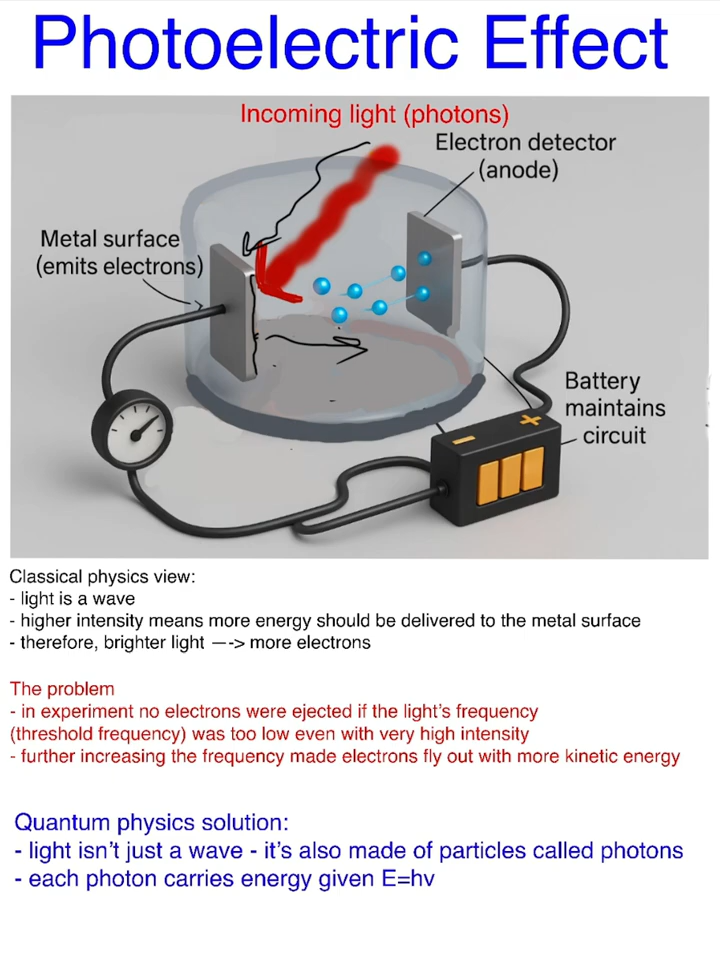 Photoelectric Effect
Incoming light (photons)
Electron detector
(anode)
Metal surface
(emits electrons)
Battery
maintains
circuit
Classical physics view:
- light is a wave
- higher intensity means more energy should be delivered to the metal surface
- therefore, brighter light —-> more electrons
The problem
- in experiment no electrons were ejected if the light’s frequency
(threshold frequency) was too low even with very high intensity
- further increasing the frequency made electrons fly out with more kinetic energy
Quantum physics solution:
- light isn’t just a wave - it’s also made of particles called photons
- each photon carries energy given E=hv